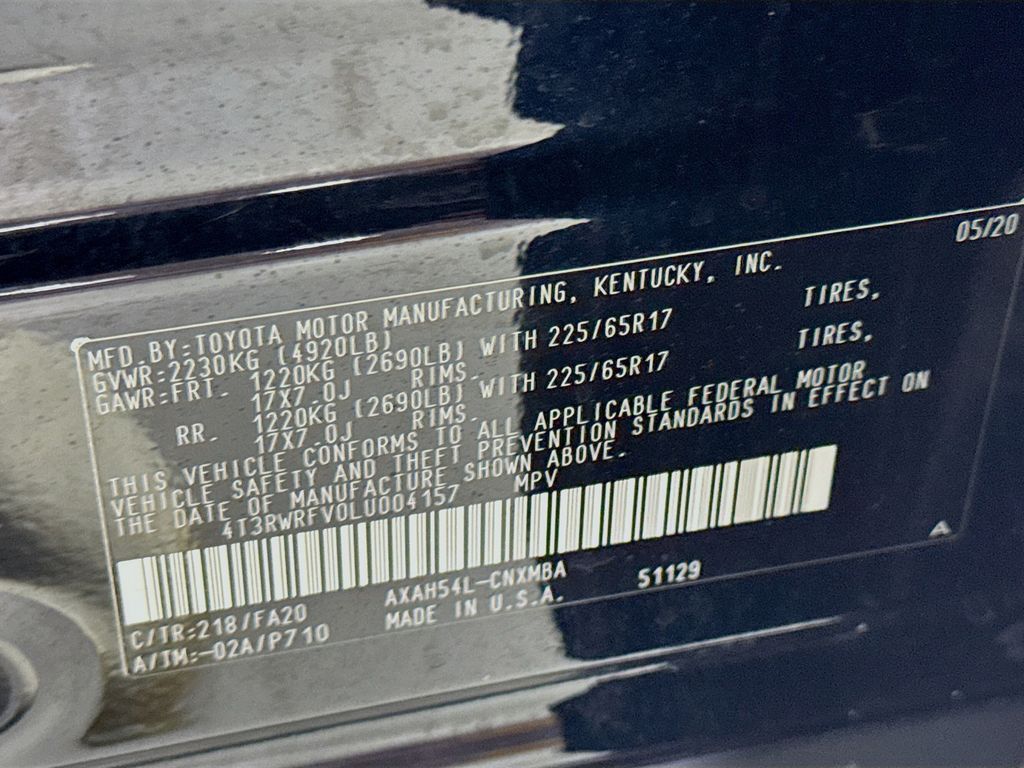 05/20
MFD.BY:TOYOTA MOTOR MANUFACTURING, KENTUCKY, INC.
GVWR:2230KG (4920LB)
GAWR:FRT. 1220KG (2690LB) WITH 225/65R17 TIRES,
17X7.0J RIMS.
RR. 1220KG (2690LB) WITH 225/65R17 TIRES,
17X7.0J RIMS.
THIS VEHICLE CONFORMS TO ALL APPLICABLE FEDERAL MOTOR
VEHICLE SAFETY AND THEFT PREVENTION STANDARDS IN EFFECT ON
THE DATE OF MANUFACTURE SHOWN ABOVE.
4T3RWRFV0LU004157 MPV
A
C/TR:218/FA20 AXAH54L-CNXMBA 51129
A/TM:-02A/P710 MADE IN U.S.A.